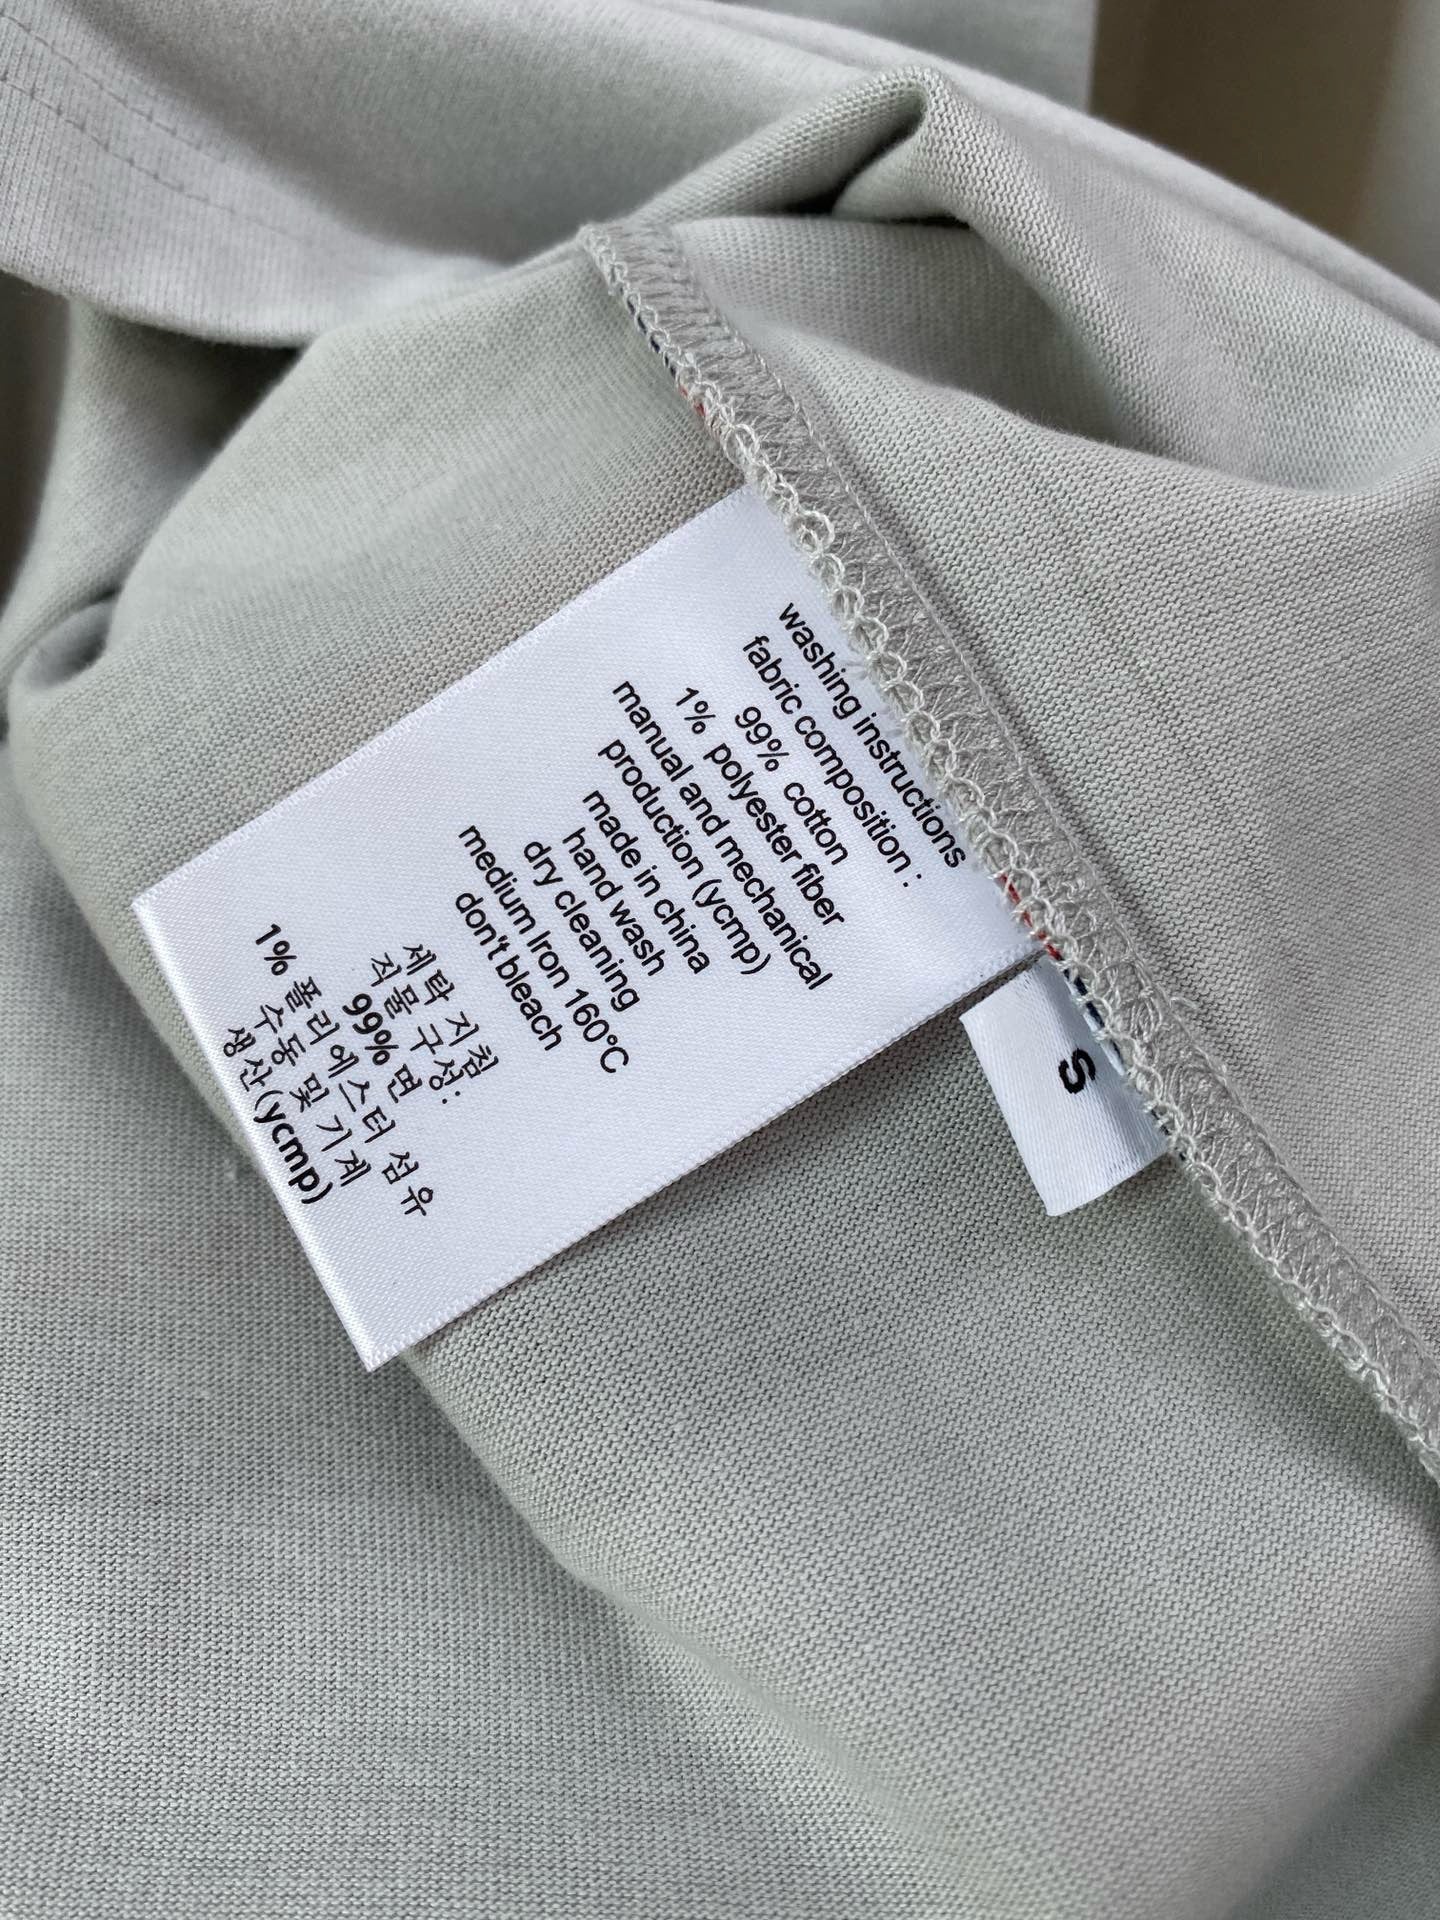 washing instructions
fabric composition :
99% cotton
1% polyester fiber
manual and mechanical
production (ycmp)
made in china
hand wash
dry cleaning
medium Iron 160°C
don't bleach
세탁 지침
직물 구성:
99% 면
1% 폴리에스터 섬유
수동 및 기계
생산(ycmp)
S